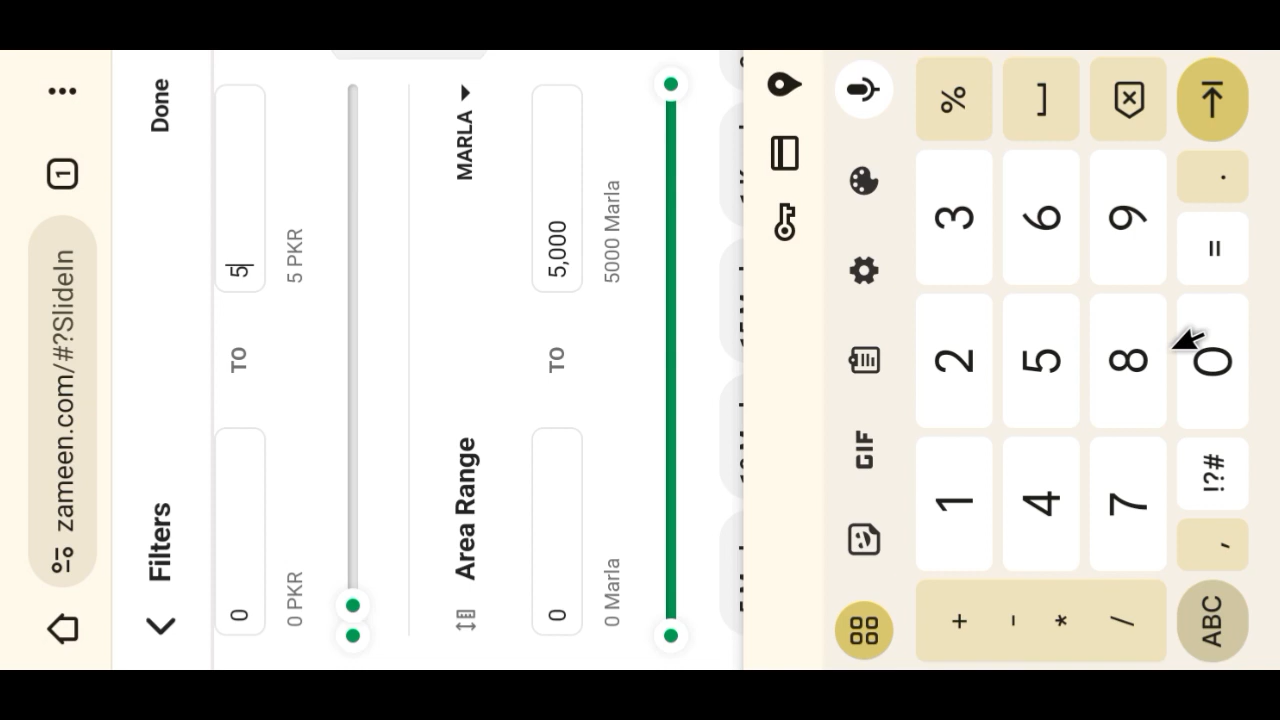 1
zameen.com/#?SlideIn
Filters
Done
0
TO
5
0 PKR
5 PKR
Area Range
MARLA
0
TO
5,000
0 Marla
5000 Marla
GIF
+
1
2
3
%
-
*
4
5
6
/
7
8
9
ABC
,
!?#
0
=
.